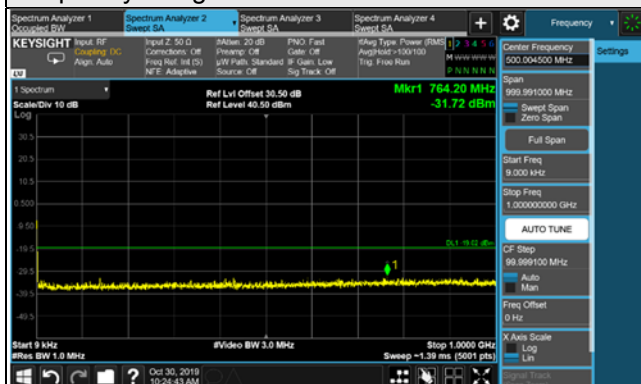 Spectrum Analyzer 1
Occupied BW
Spectrum Analyzer 2
Swept SA
Spectrum Analyzer 3
Swept SA
Spectrum Analyzer 4
Swept SA
+
Frequency
KEYSIGHT
Input: RF
Coupling: DC
Align: Auto
Input Z: 50 Ω
Corrections: Off
Freq Ref: Int (S)
NFE: Adaptive
#Atten: 20 dB
Preamp: Off
µW Path: Standard
Source: Off
PNO: Fast
Gate: Off
IF Gain: Low
Sig Track: Off
#Avg Type: Power (RMS
Avg|Hold:>100/100
Trig: Free Run
1 2 3 4 5 6
M W W W W W
P N N N N N
LXI
1 Spectrum
Scale/Div 10 dB
Log
Ref Lvl Offset 30.50 dB
Ref Level 40.50 dBm
Mkr1 764.20 MHz
-31.72 dBm
30.5
20.5
10.5
0.500
-9.50
-19.5
-29.5
-39.5
-49.5
1
Start 9 kHz
#Res BW 1.0 MHz
#Video BW 3.0 MHz
Stop 1.0000 GHz
Sweep ~1.39 ms (5001 pts)
Oct 30, 2019
10:24:43 AM
Center Frequency
500.004500 MHz
Settings
Span
999.991000 MHz
Swept Span
Zero Span
Full Span
Start Freq
9.000 kHz
Stop Freq
1.000000000 GHz
AUTO TUNE
CF Step
99.999100 MHz
Auto
Man
Freq Offset
0 Hz
X Axis Scale
Log
Lin
Signal Track